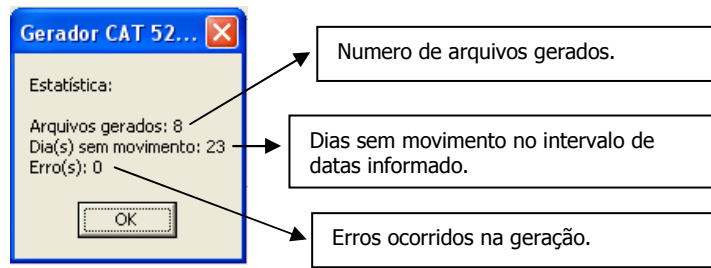 Gerador CAT 52...
Estatística:
Arquivos gerados: 8
Dia(s) sem movimento: 23
Erro(s): 0
OK
Numero de arquivos gerados.
Dias sem movimento no intervalo de
datas informado.
Erros ocorridos na geração.